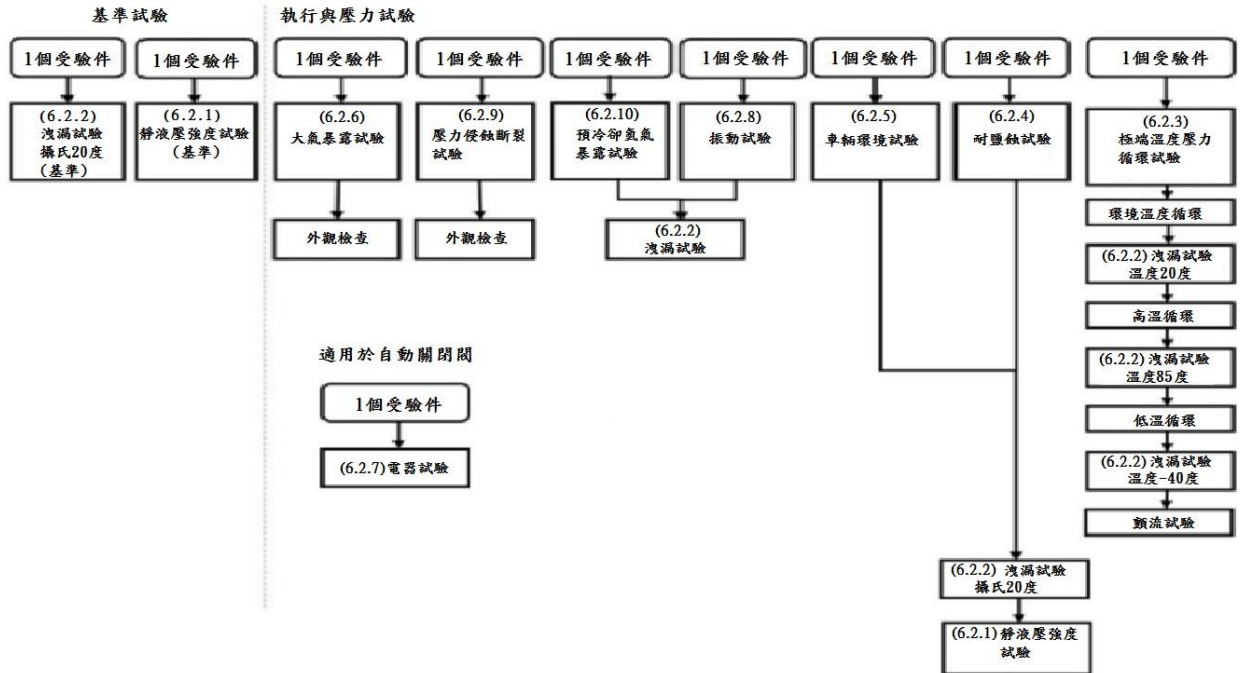 基準試驗
執行與壓力試驗
1個受驗件
1個受驗件
1個受驗件
1個受驗件
1個受驗件
1個受驗件
1個受驗件
1個受驗件
1個受驗件
(6.2.2)
洩漏試驗
攝氏20度
(基準)
(6.2.1)
靜液壓強度試驗
(基準)
(6.2.6)
大氣暴露試驗
(6.2.9)
壓力侵蝕斷裂
試驗
(6.2.10)
預冷卻氫氣
暴露試驗
(6.2.8)
振動試驗
(6.2.5)
車輛環境試驗
(6.2.4)
耐鹽蝕試驗
(6.2.3)
極端溫度壓力
循環試驗
外觀檢查
外觀檢查
(6.2.2)
洩漏試驗
環境溫度循環
(6.2.2) 洩漏試驗
溫度20度
高溫循環
(6.2.2) 洩漏試驗
溫度85度
低溫循環
(6.2.2) 洩漏試驗
溫度-40度
顫流試驗
適用於自動關閉閥
1個受驗件
(6.2.7)電器試驗
(6.2.2) 洩漏試驗
攝氏20度
(6.2.1)靜液壓強度
試驗